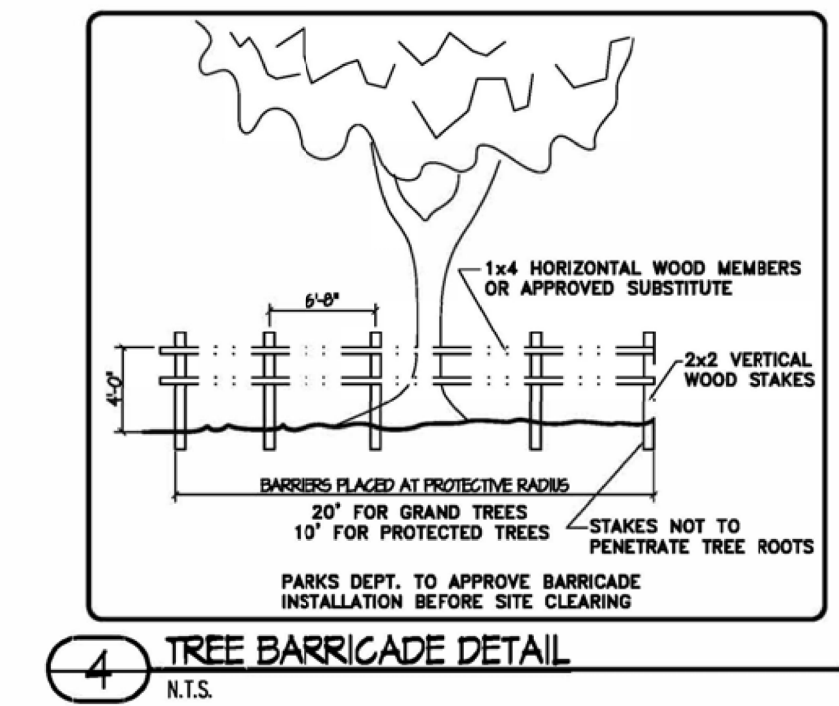 1x4 HORIZONTAL WOOD MEMBERS
OR APPROVED SUBSTITUTE
6'-8"
2x2 VERTICAL
WOOD STAKES
4'-0"
BARRIERS PLACED AT PROTECTIVE RADIUS
20' FOR GRAND TREES
10' FOR PROTECTED TREES
STAKES NOT TO
PENETRATE TREE ROOTS
PARKS DEPT. TO APPROVE BARRICADE
INSTALLATION BEFORE SITE CLEARING
4
TREE BARRICADE DETAIL
N.T.S.